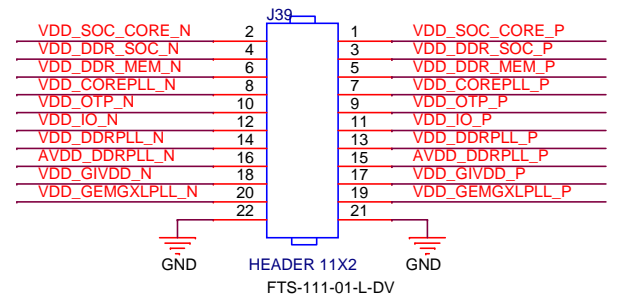 J39
VDD_SOC_CORE_N 2 1 VDD_SOC_CORE_P
VDD_DDR_SOC_N 4 3 VDD_DDR_SOC_P
VDD_DDR_MEM_N 6 5 VDD_DDR_MEM_P
VDD_COREPLL_N 8 7 VDD_COREPLL_P
VDD_OTP_N 10 9 VDD_OTP_P
VDD_IO_N 12 11 VDD_IO_P
VDD_DDRPLL_N 14 13 VDD_DDRPLL_P
AVDD_DDRPLL_N 16 15 AVDD_DDRPLL_P
VDD_GIVDD_N 18 17 VDD_GIVDD_P
VDD_GEMGXLPLL_N 20 19 VDD_GEMGXLPLL_P
22 21
GND HEADER 11X2 GND
FTS-111-01-L-DV